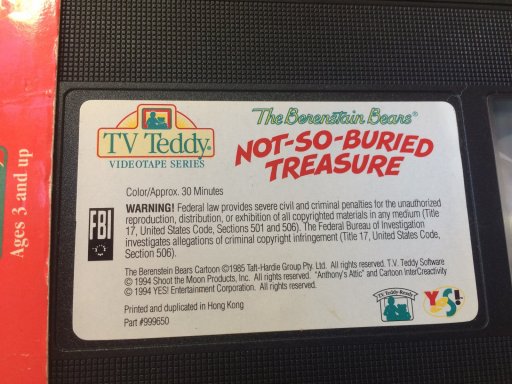 Ages 3 and up
TV Teddy®
VIDEOTAPE SERIES
The Berenstain Bears®
NOT-SO-BURIED
TREASURE
Color/Approx. 30 Minutes
FBI
WARNING! Federal law provides severe civil and criminal penalties for the unauthorized
reproduction, distribution, or exhibition of all copyrighted materials in any medium (Title
17, United States Code, Sections 501 and 506). The Federal Bureau of Investigation
investigates allegations of criminal copyright infringement (Title 17, United States Code,
Section 506).
The Berenstain Bears Cartoon ©1985 Taft-Hardie Group Pty. Ltd. All rights reserved. T.V. Teddy Software
© 1994 Shoot the Moon Products, Inc. All rights reserved. "Anthony's Attic" and Cartoon InterCreactivity
© 1994 YES! Entertainment Corporation. All rights reserved.
Printed and duplicated in Hong Kong
Part #999650
TV Teddy Ready
YES!